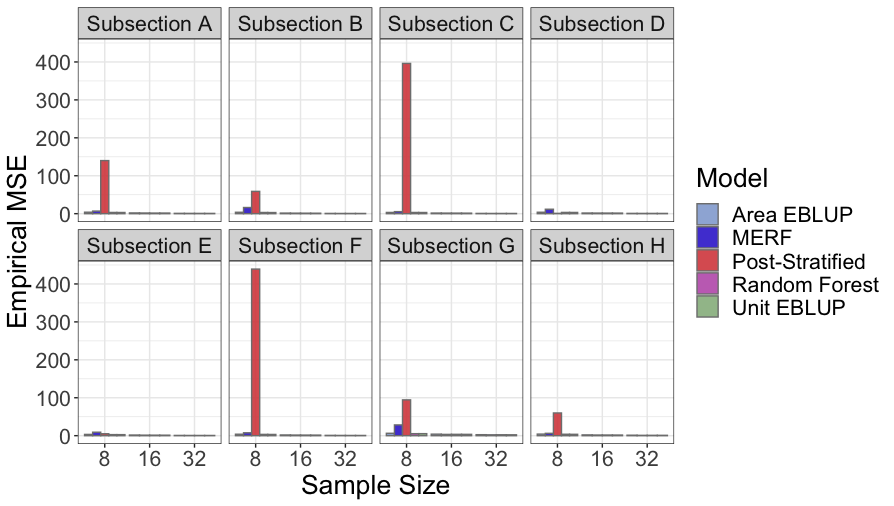 Subsection A Subsection B Subsection C Subsection D
400
300
200
100
0
Subsection E Subsection F Subsection G Subsection H
400
300
200
100
0
8 16 32 8 16 32 8 16 32 8 16 32
Sample Size
Empirical MSE
Model
Area EBLUP
MERF
Post-Stratified
Random Forest
Unit EBLUP